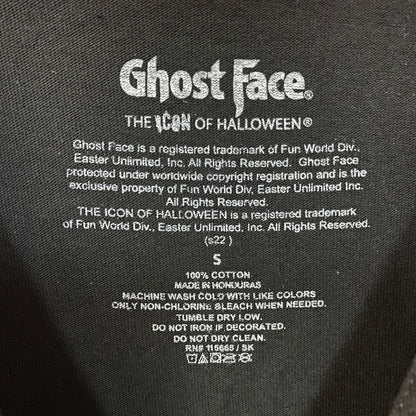 Ghost Face®
THE ICON OF HALLOWEEN®
Ghost Face is a registered trademark of Fun World Div.,
Easter Unlimited, Inc. All Rights Reserved. Ghost Face
protected under worldwide copyright registration and is the
exclusive property of Fun World Div., Easter Unlimited Inc.
All Rights Reserved.
THE ICON OF HALLOWEEN is a registered trademark
of Fun World Div., Easter Unlimited, Inc. All Rights Reserved.
(s22 )
S
100% COTTON
MADE IN HONDURAS
MACHINE WASH COLD WITH LIKE COLORS
ONLY NON-CHLORINE BLEACH WHEN NEEDED.
TUMBLE DRY LOW.
DO NOT IRON IF DECORATED.
DO NOT DRY CLEAN.
RN# 115665 / SK